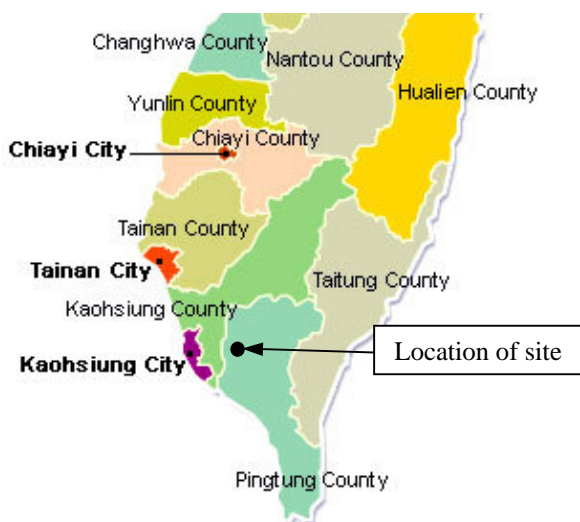 Changhwa County
Nantou County
Hualien County
Yunlin County
Chiayi County
Chiayi City
Tainan County
Tainan City
Taitung County
Kaohsiung County
Location of site
Kaohsiung City
Pingtung County